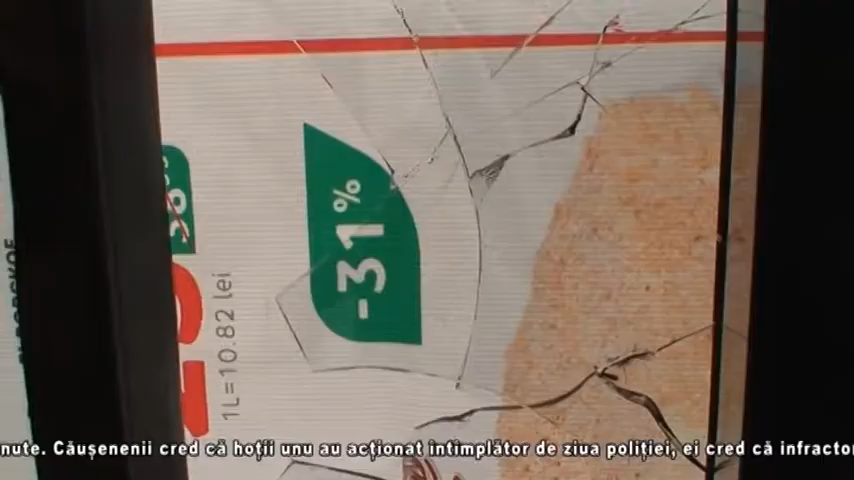 -31%
1L=10.82 lei
nute. Căușenenii cred că hoții unu au acționat întimplător de ziua poliției, ei cred că infractor